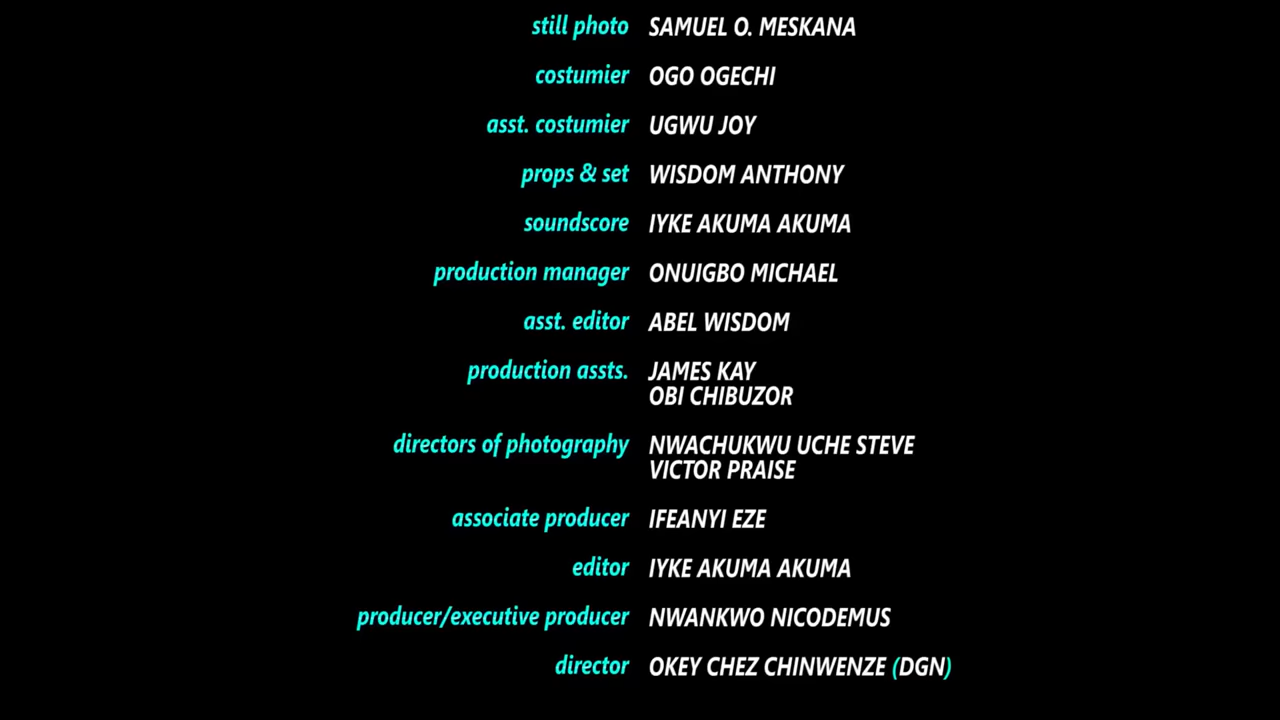 still photo SAMUEL O. MESKANA
costumier OGO OGECHI
asst. costumier UGWU JOY
props & set WISDOM ANTHONY
soundscore IYKE AKUMA AKUMA
production manager ONUIGBO MICHAEL
asst. editor ABEL WISDOM
production assts. JAMES KAY
OBI CHIBUZOR
directors of photography NWACHUKWU UCHE STEVE
VICTOR PRAISE
associate producer IFEANYI EZE
editor IYKE AKUMA AKUMA
producer/executive producer NWANKWO NICODEMUS
director OKEY CHEZ CHINWENZE (DGN)